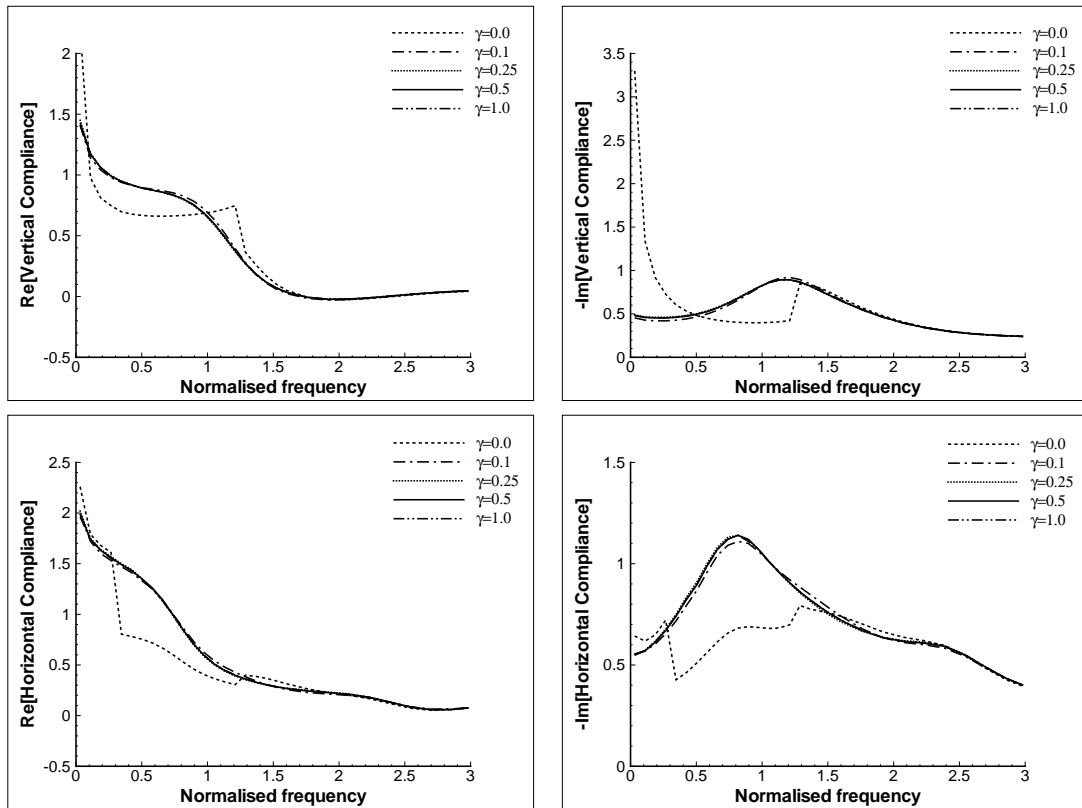 Re[Vertical Compliance]
2
1.5
1
0.5
0
-0.5
0 0.5 1 1.5 2 2.5 3
Normalised frequency
γ=0.0
γ=0.1
γ=0.25
γ=0.5
γ=1.0
-Im[Vertical Compliance]
3.5
3.0
2.5
2.0
1.5
1.0
0.5
0.0
0 0.5 1 1.5 2 2.5 3
Normalised frequency
γ=0.0
γ=0.1
γ=0.25
γ=0.5
γ=1.0
Re[Horizontal Compliance]
2.5
2
1.5
1
0.5
0
-0.5
0 0.5 1 1.5 2 2.5 3
Normalised frequency
γ=0.0
γ=0.1
γ=0.25
γ=0.5
γ=1.0
-Im[Horizontal Compliance]
1.5
1.0
0.5
0.0
0 0.5 1 1.5 2 2.5 3
Normalised frequency
γ=0.0
γ=0.1
γ=0.25
γ=0.5
γ=1.0